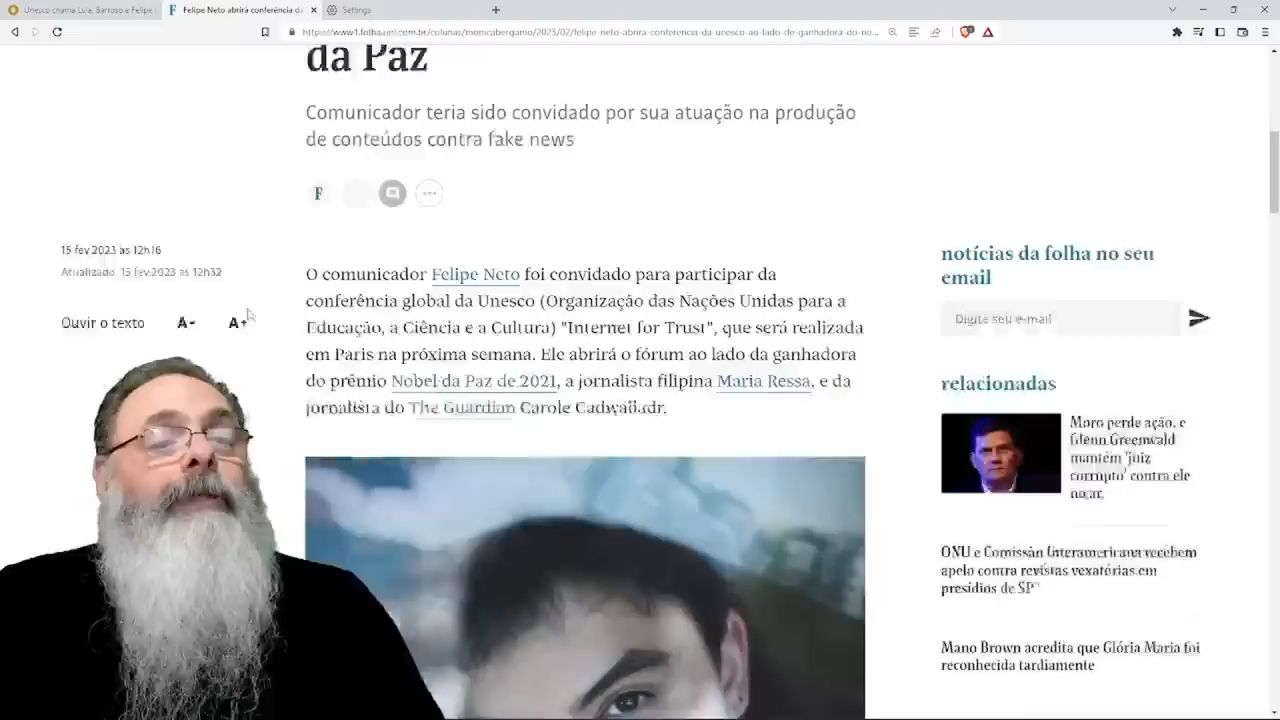 Unesco chama Lula, Barroso e Felipe
Felipe Neto abrirá conferência da
Settings
https://www1.folha.uol.com.br/colunas/monicabergamo/2023/02/felipe-neto-abrira-conferencia-da-unesco-ao-lado-de-ganhadora-do-no...
da Paz
Comunicador teria sido convidado por sua atuação na produção
de conteúdos contra fake news
F
15 fev 2023 às 12h16
Atualizado 15 fev 2023 às 12h32
Ouvir o texto A- A+
O comunicador Felipe Neto foi convidado para participar da
conferência global da Unesco (Organização das Nações Unidas para a
Educação, a Ciência e a Cultura) "Internet for Trust", que será realizada
em Paris na próxima semana. Ele abrirá o fórum ao lado da ganhadora
do prêmio Nobel da Paz de 2021, a jornalista filipina Maria Ressa, e da
jornalista do The Guardian Carole
notícias da folha no seu
email
Digite seu e-mail
relacionadas
Moro perde ação, e
Glenn Greenwald
mantém 'juiz
corrupto' contra ele
no ar
ONU e Comissão Interamericana recebem
apelo contra revistas vexatórias em
presídios de SP
Mano Brown acredita que Glória Maria foi
reconhecida tardiamente